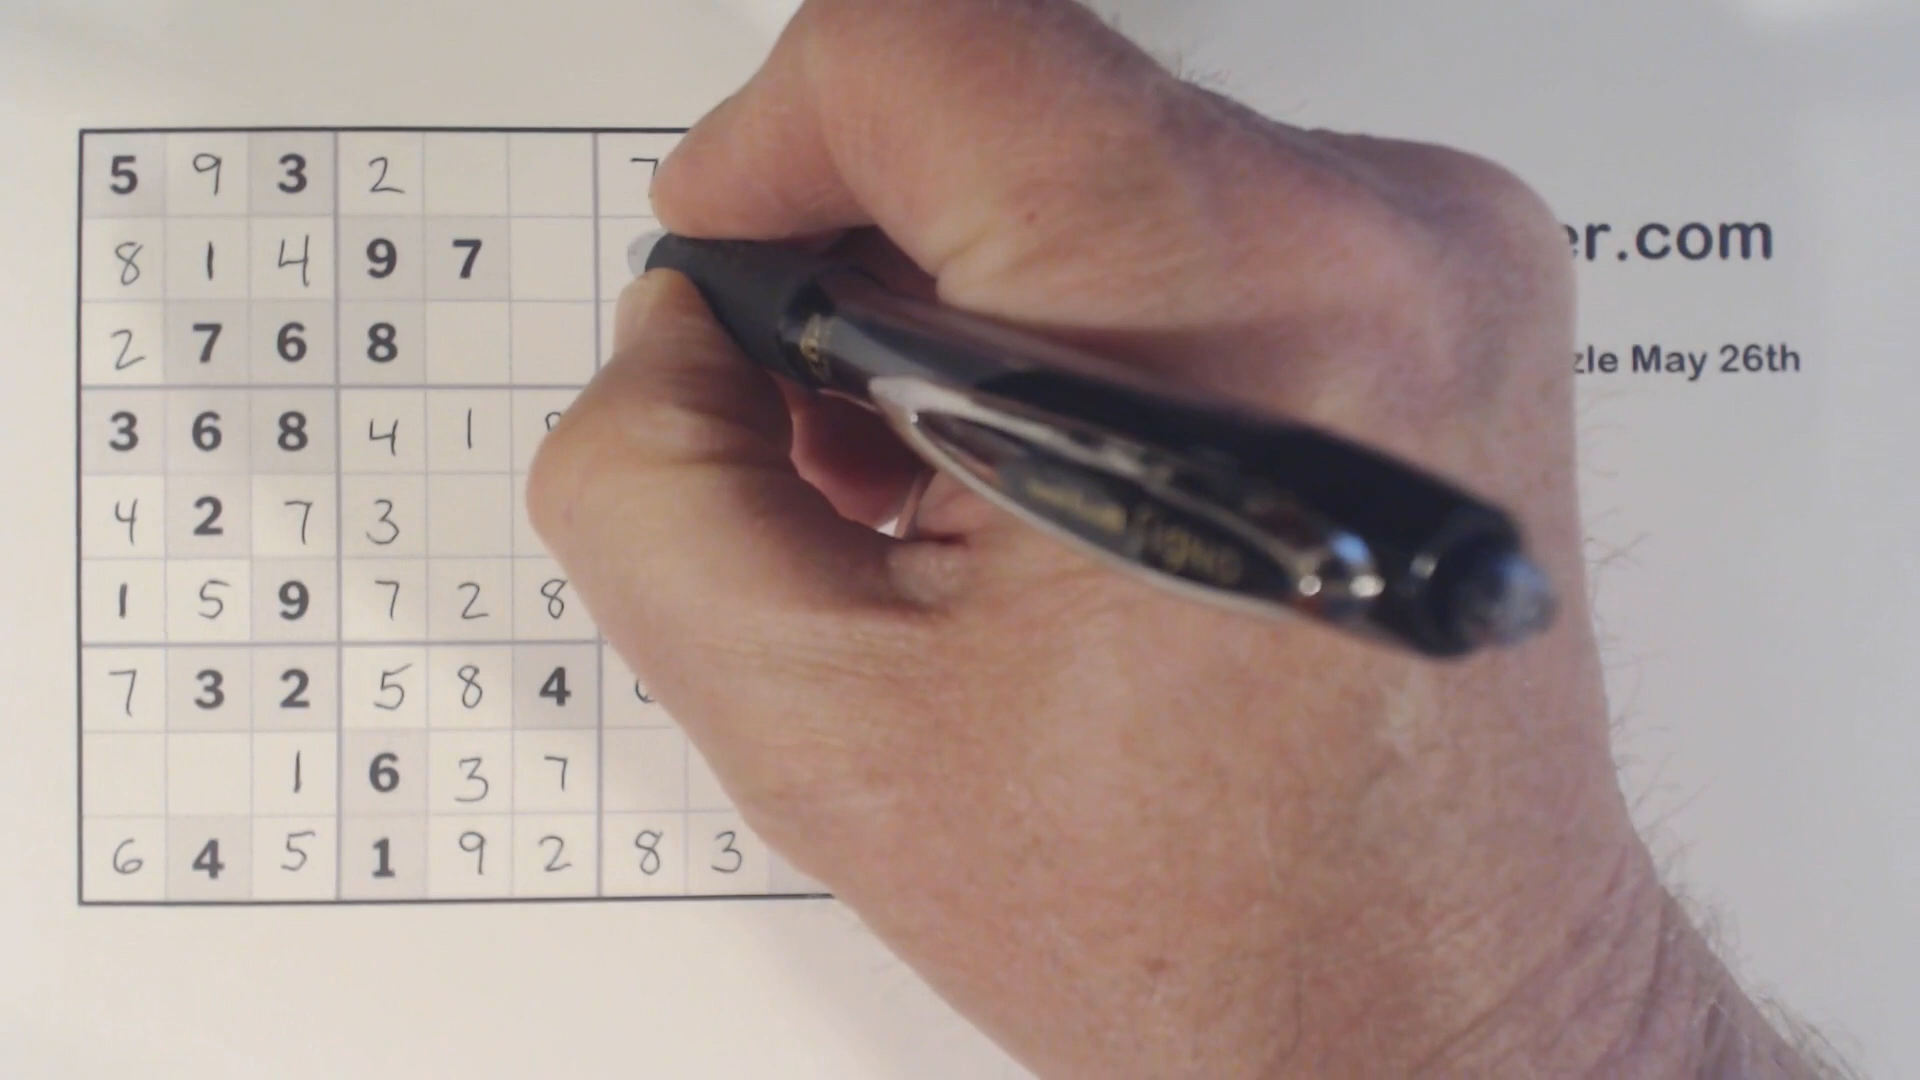 5 9 3 2 7
8 1 4 9 7
2 7 6 8
3 6 8 4 1
4 2 7 3
1 5 9 7 2 8
7 3 2 5 8 4
1 6 3 7
6 4 5 1 9 2 8 3
er.com
zle May 26th
Signo